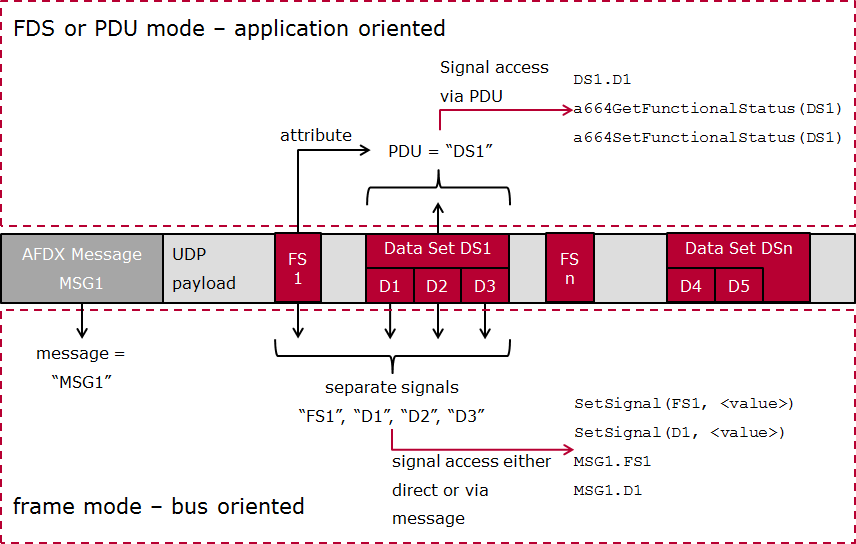 FDS or PDU mode – application oriented
Signal access
via PDU
DS1.D1
a664GetFunctionalStatus(DS1)
a664SetFunctionalStatus(DS1)
attribute
PDU = “DS1”
AFDX Message
MSG1
UDP
payload
FS
1
Data Set DS1
D1
D2
D3
FS
n
Data Set DSn
D4
D5
message =
“MSG1”
separate signals
“FS1”, “D1”, “D2”, “D3”
SetSignal(FS1, <value>)
SetSignal(D1, <value>)
MSG1.FS1
MSG1.D1
signal access either
direct or via
message
frame mode – bus oriented